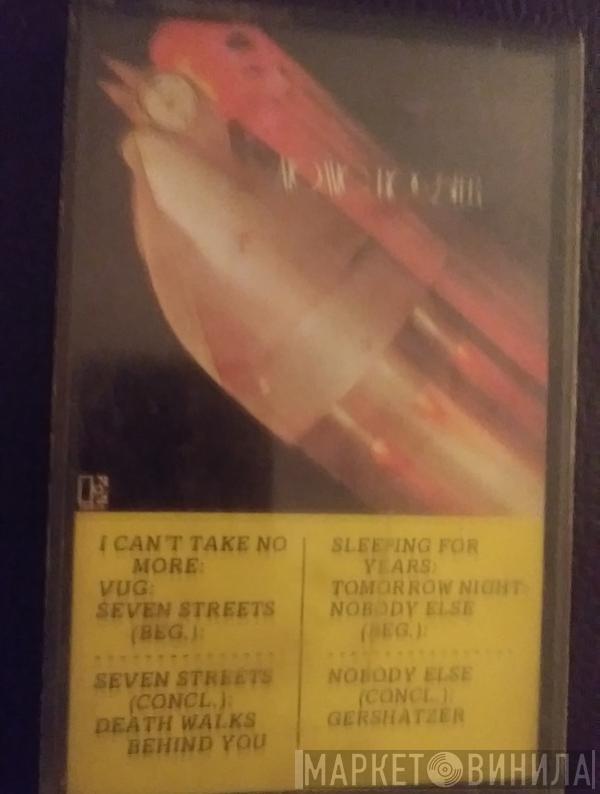 I CAN'T TAKE NO
MORE:
VUG:
SEVEN STREETS
(BEG.):
SEVEN STREETS
(CONCL.):
DEATH WALKS
BEHIND YOU
SLEEPING FOR
YEARS:
TOMORROW NIGHT:
NOBODY ELSE
(BEG.):
NOBODY ELSE
(CONCL.):
GERSHATZER
МАРКЕТ ВИНИЛА